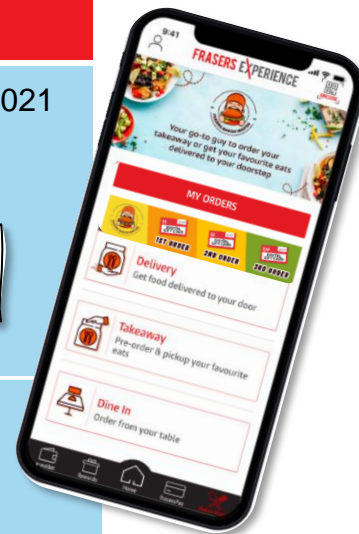 021
9:41
FRASERS EXPERIENCE
Your go-to guy to order your
takeaway or get your favourite eats
delivered to your doorstep
MY ORDERS
1ST ORDER
2ND ORDER
3RD ORDER
Delivery
Get food delivered to your door
Takeaway
Pre-order & pickup your favourite
eats
Dine In
Order from your table
Rewards
Home